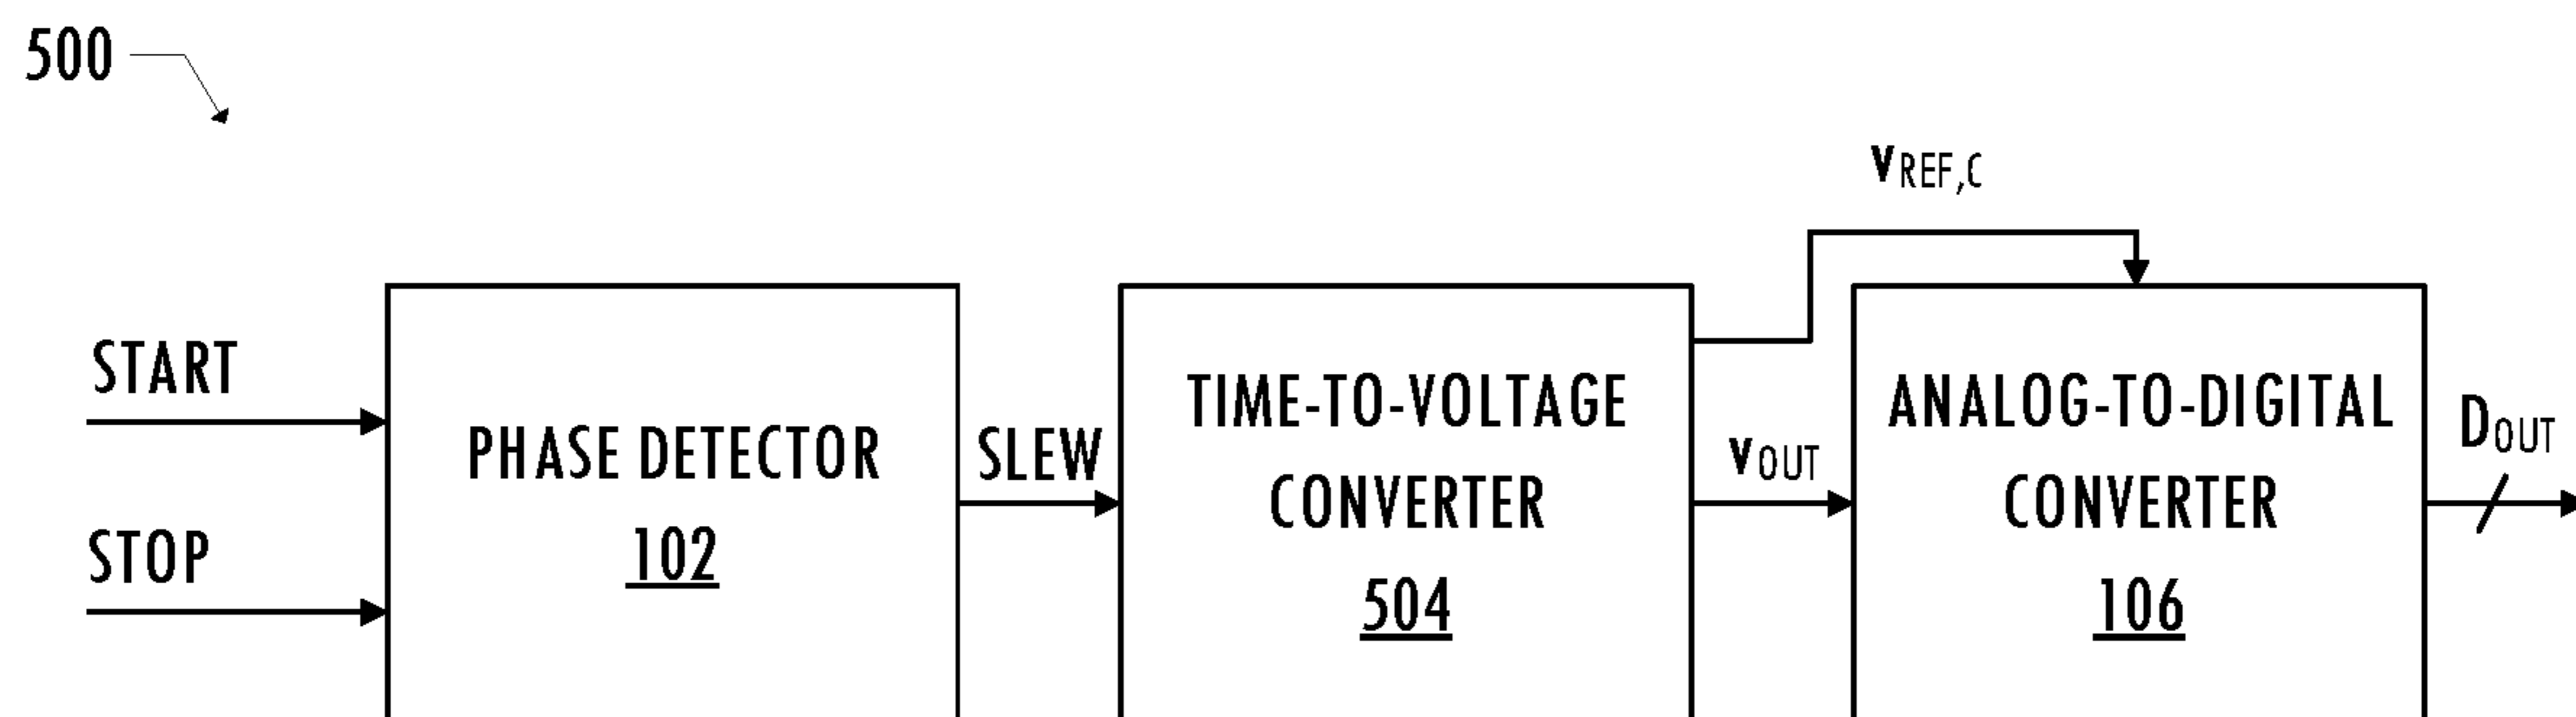 500
vREF,C
START
STOP
PHASE DETECTOR
102
SLEW
TIME-TO-VOLTAGE
CONVERTER
504
vOUT
ANALOG-TO-DIGITAL
CONVERTER
106
DOUT